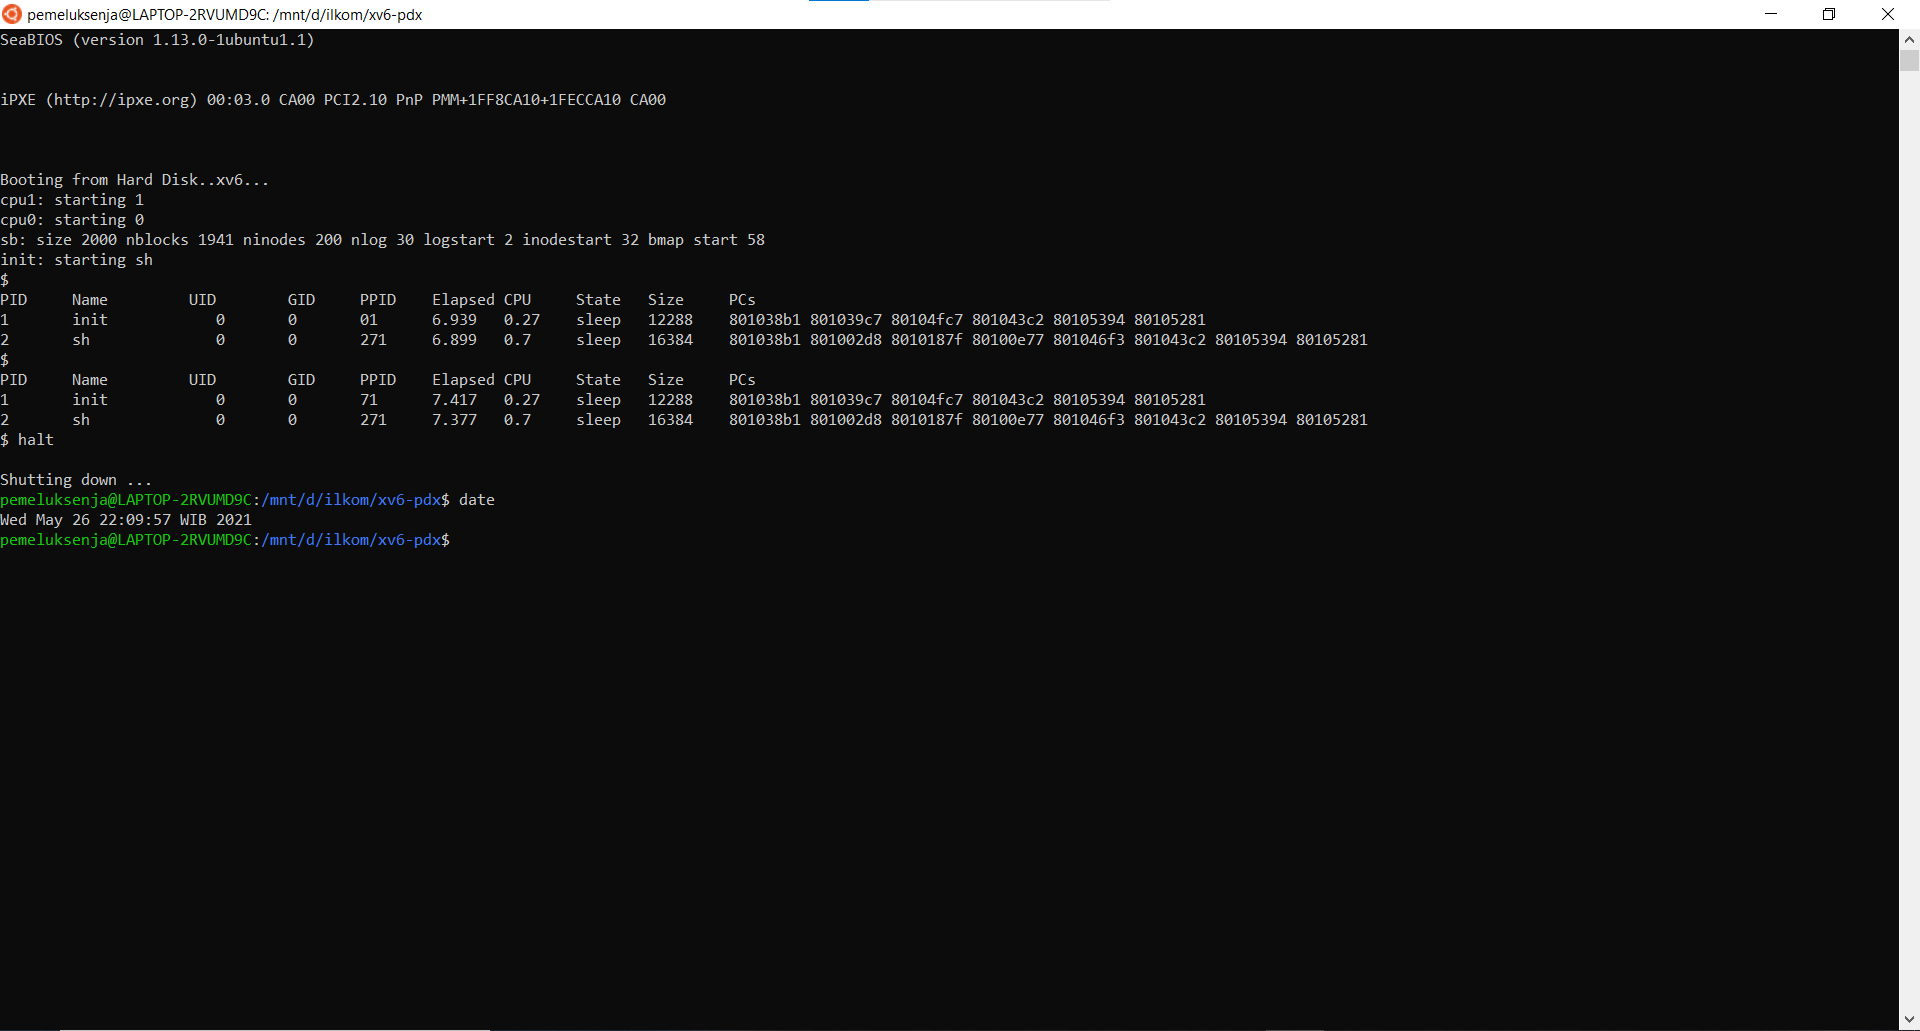 pemeluksenja@LAPTOP-2RVUMD9C: /mnt/d/ilkom/xv6-pdx
SeaBIOS (version 1.13.0-1ubuntu1.1)
iPXE (http://ipxe.org) 00:03.0 CA00 PCI2.10 PnP PMM+1FF8CA10+1FECCA10 CA00
Booting from Hard Disk..xv6...
cpu1: starting 1
cpu0: starting 0
sb: size 2000 nblocks 1941 ninodes 200 nlog 30 logstart 2 inodestart 32 bmap start 58
init: starting sh
$
PID Name UID GID PPID Elapsed CPU State Size PCs
1 init 0 0 01 6.939 0.27 sleep 12288 801038b1 801039c7 80104fc7 801043c2 80105394 80105281
2 sh 0 0 271 6.899 0.7 sleep 16384 801038b1 801002d8 8010187f 80100e77 801046f3 801043c2 80105394 80105281
$
PID Name UID GID PPID Elapsed CPU State Size PCs
1 init 0 0 71 7.417 0.27 sleep 12288 801038b1 801039c7 80104fc7 801043c2 80105394 80105281
2 sh 0 0 271 7.377 0.7 sleep 16384 801038b1 801002d8 8010187f 80100e77 801046f3 801043c2 80105394 80105281
$ halt
Shutting down ...
pemeluksenja@LAPTOP-2RVUMD9C:/mnt/d/ilkom/xv6-pdx$ date
Wed May 26 22:09:57 WIB 2021
pemeluksenja@LAPTOP-2RVUMD9C:/mnt/d/ilkom/xv6-pdx$